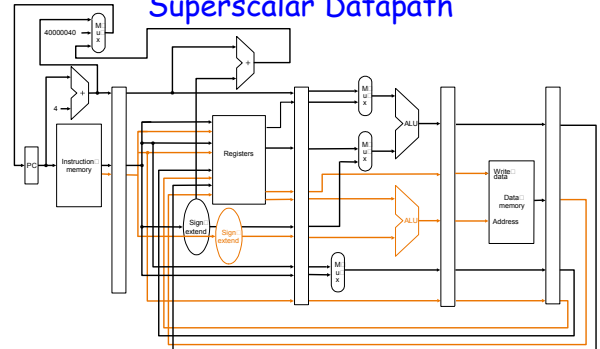 Superscalar Datapath
M
u
x
40000040
+
+
4
PC
Instruction
memory
Registers
Sign
extend
Sign
extend
M
u
x
M
u
x
ALU
ALU
M
u
x
Write
data
Data
memory
Address